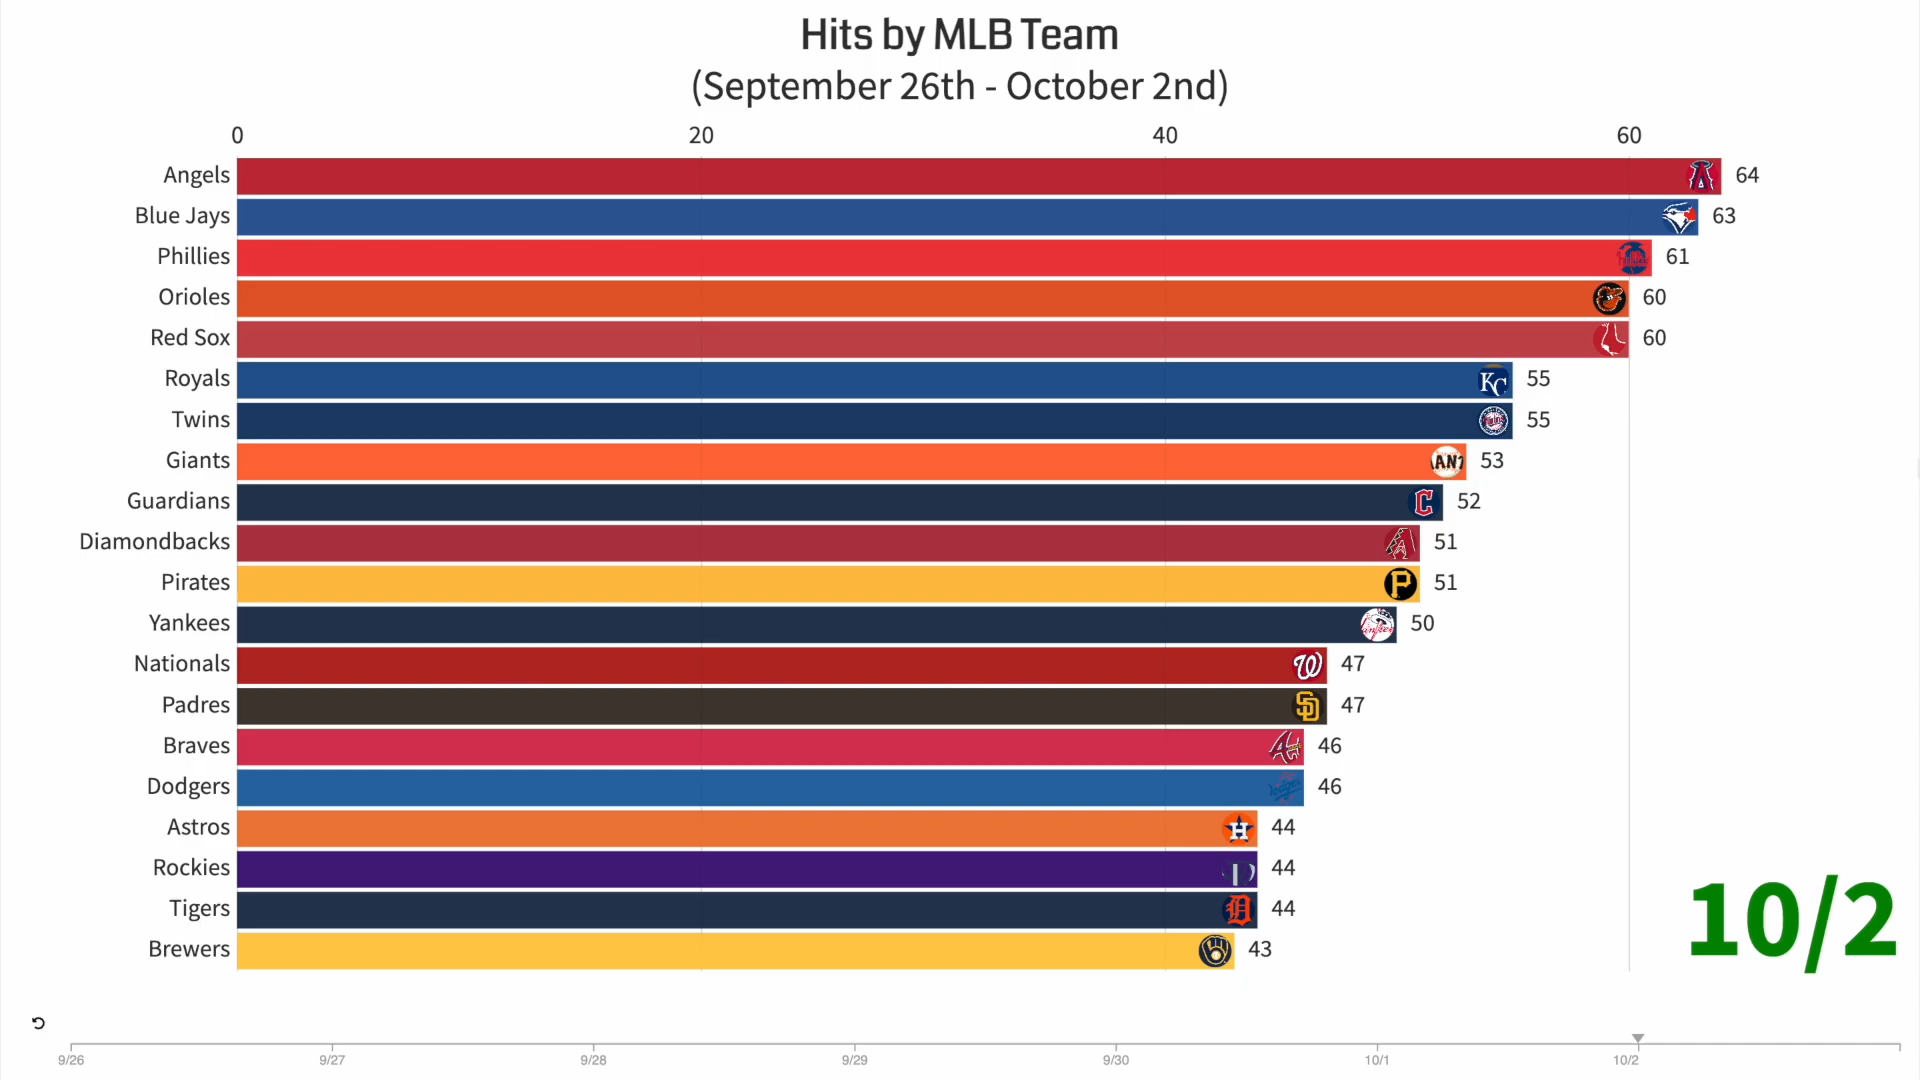 Hits by MLB Team
(September 26th - October 2nd)
0 20 40 60
Angels 64
Blue Jays 63
Phillies 61
Orioles 60
Red Sox 60
Royals KC 55
Twins 55
Giants 53
Guardians C 52
Diamondbacks A 51
Pirates P 51
Yankees 50
Nationals W 47
Padres SD 47
Braves A 46
Dodgers Dodgers 46
Astros H 44
Rockies 44
Tigers D 44
Brewers 43
10/2
9/26 9/27 9/28 9/29 9/30 10/1 10/2